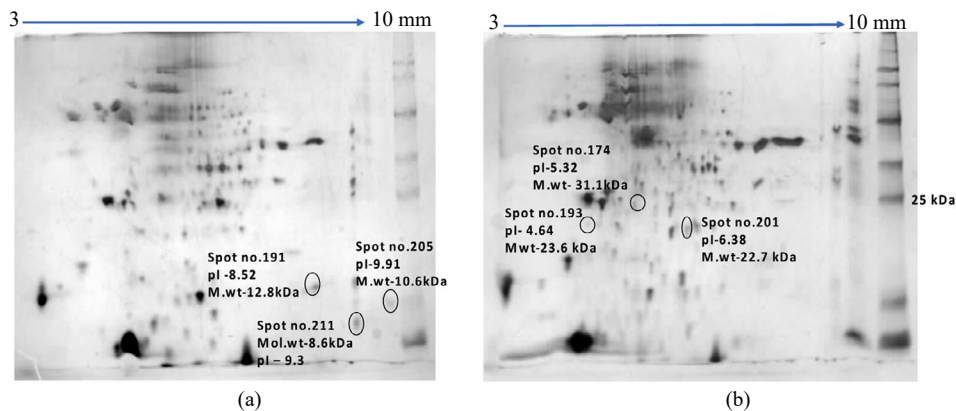 3
10 mm
Spot no.191
pI -8.52
M.wt-12.8kDa
Spot no.205
pI-9.91
M.wt-10.6kDa
Spot no.211
Mol.wt-8.6kDa
pI – 9.3
(a)
3
10 mm
Spot no.174
pI-5.32
M.wt- 31.1kDa
Spot no.193
pI- 4.64
Mwt-23.6 kDa
Spot no.201
pI-6.38
M.wt-22.7 kDa
25 kDa
(b)